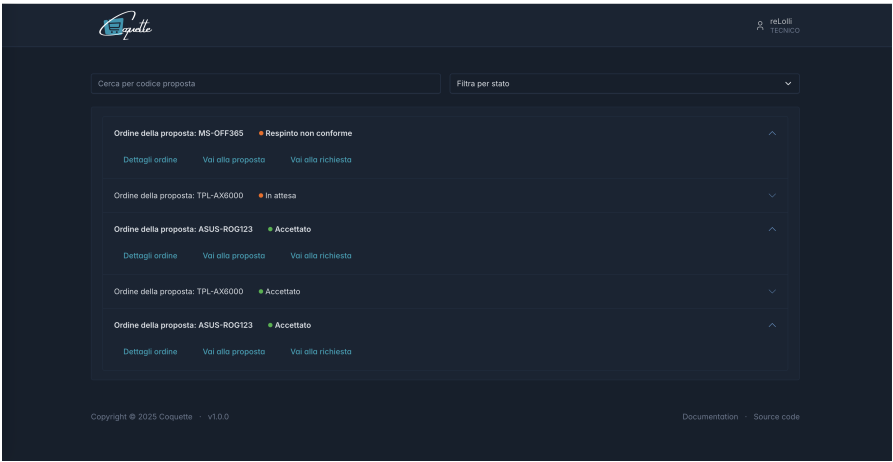 Coquette
reLolli
TECNICO
Cerca per codice proposta
Filtra per stato
Ordine della proposta: MS-OFF365 Respinto non conforme
Dettagli ordine Vai alla proposta Vai alla richiesta
Ordine della proposta: TPL-AX6000 In attesa
Ordine della proposta: ASUS-ROG123 Accettato
Dettagli ordine Vai alla proposta Vai alla richiesta
Ordine della proposta: TPL-AX6000 Accettato
Ordine della proposta: ASUS-ROG123 Accettato
Dettagli ordine Vai alla proposta Vai alla richiesta
Copyright © 2025 Coquette · v1.0.0
Documentation · Source code